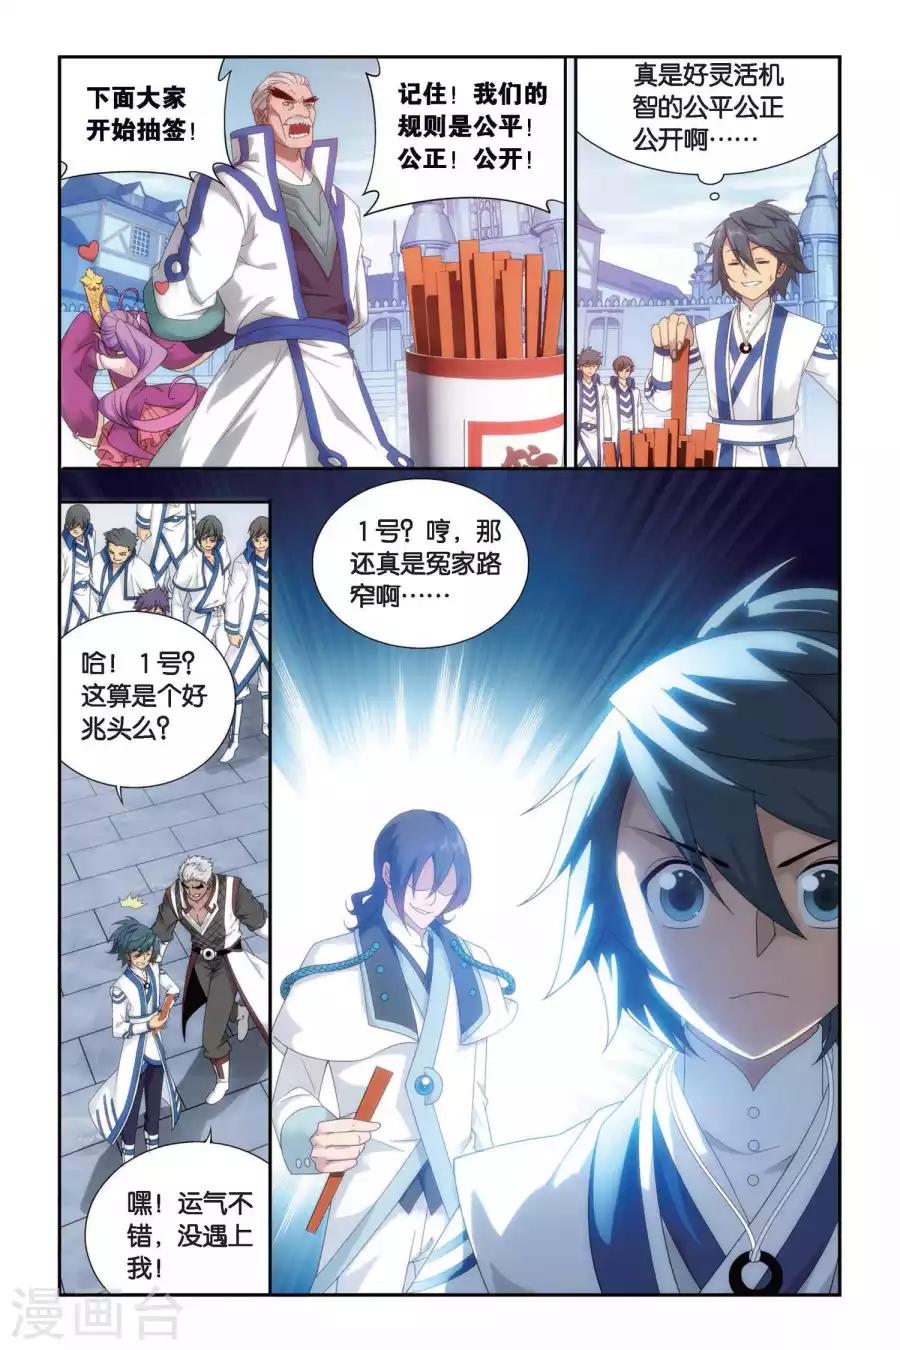 下面大家
开始抽签！
记住！我们的
规则是公平！
公正！公开！
真是好灵活机
智的公平公正
公开啊……
哈！1号？
这算是个好
兆头么？
嘿！运气不
错，没遇上
我！
1号？哼，那
还真是冤家路
窄啊……
漫画台